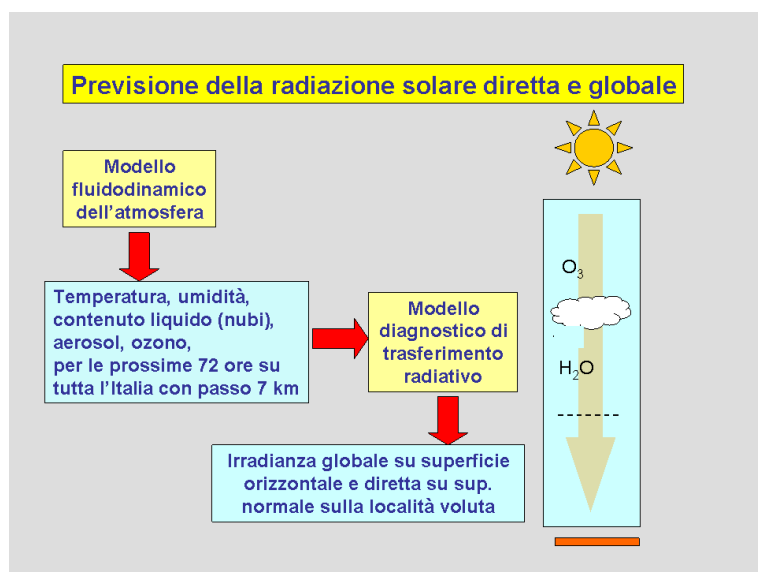 Previsione della radiazione solare diretta e globale
Modello
fluidodinamico
dell'atmosfera
Temperatura, umidità,
contenuto liquido (nubi),
aerosol, ozono,
per le prossime 72 ore su
tutta l'Italia con passo 7 km
Modello
diagnostico di
trasferimento
radiativo
Irradianza globale su superficie
orizzontale e diretta su sup.
normale sulla località voluta
O3
H2O